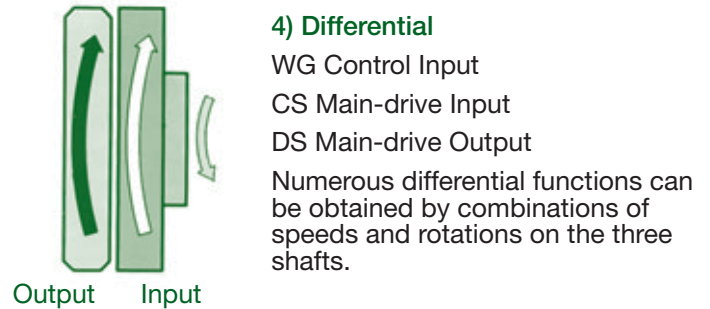 4) Differential
WG Control Input
CS Main-drive Input
DS Main-drive Output
Numerous differential functions can
be obtained by combinations of
speeds and rotations on the three
shafts.
Output Input